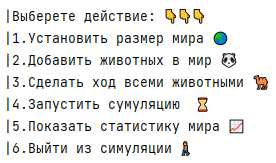 |Выберете действие: 👇👇👇
|1.Установить размер мира 🌏
|2.Добавить животных в мир 🐼
|3.Сделать ход всеми животными 🐫
|4.Запустить сумуляцию ⏳
|5.Показать статистику мира 📈
|6.Выйти из симуляции 🚶